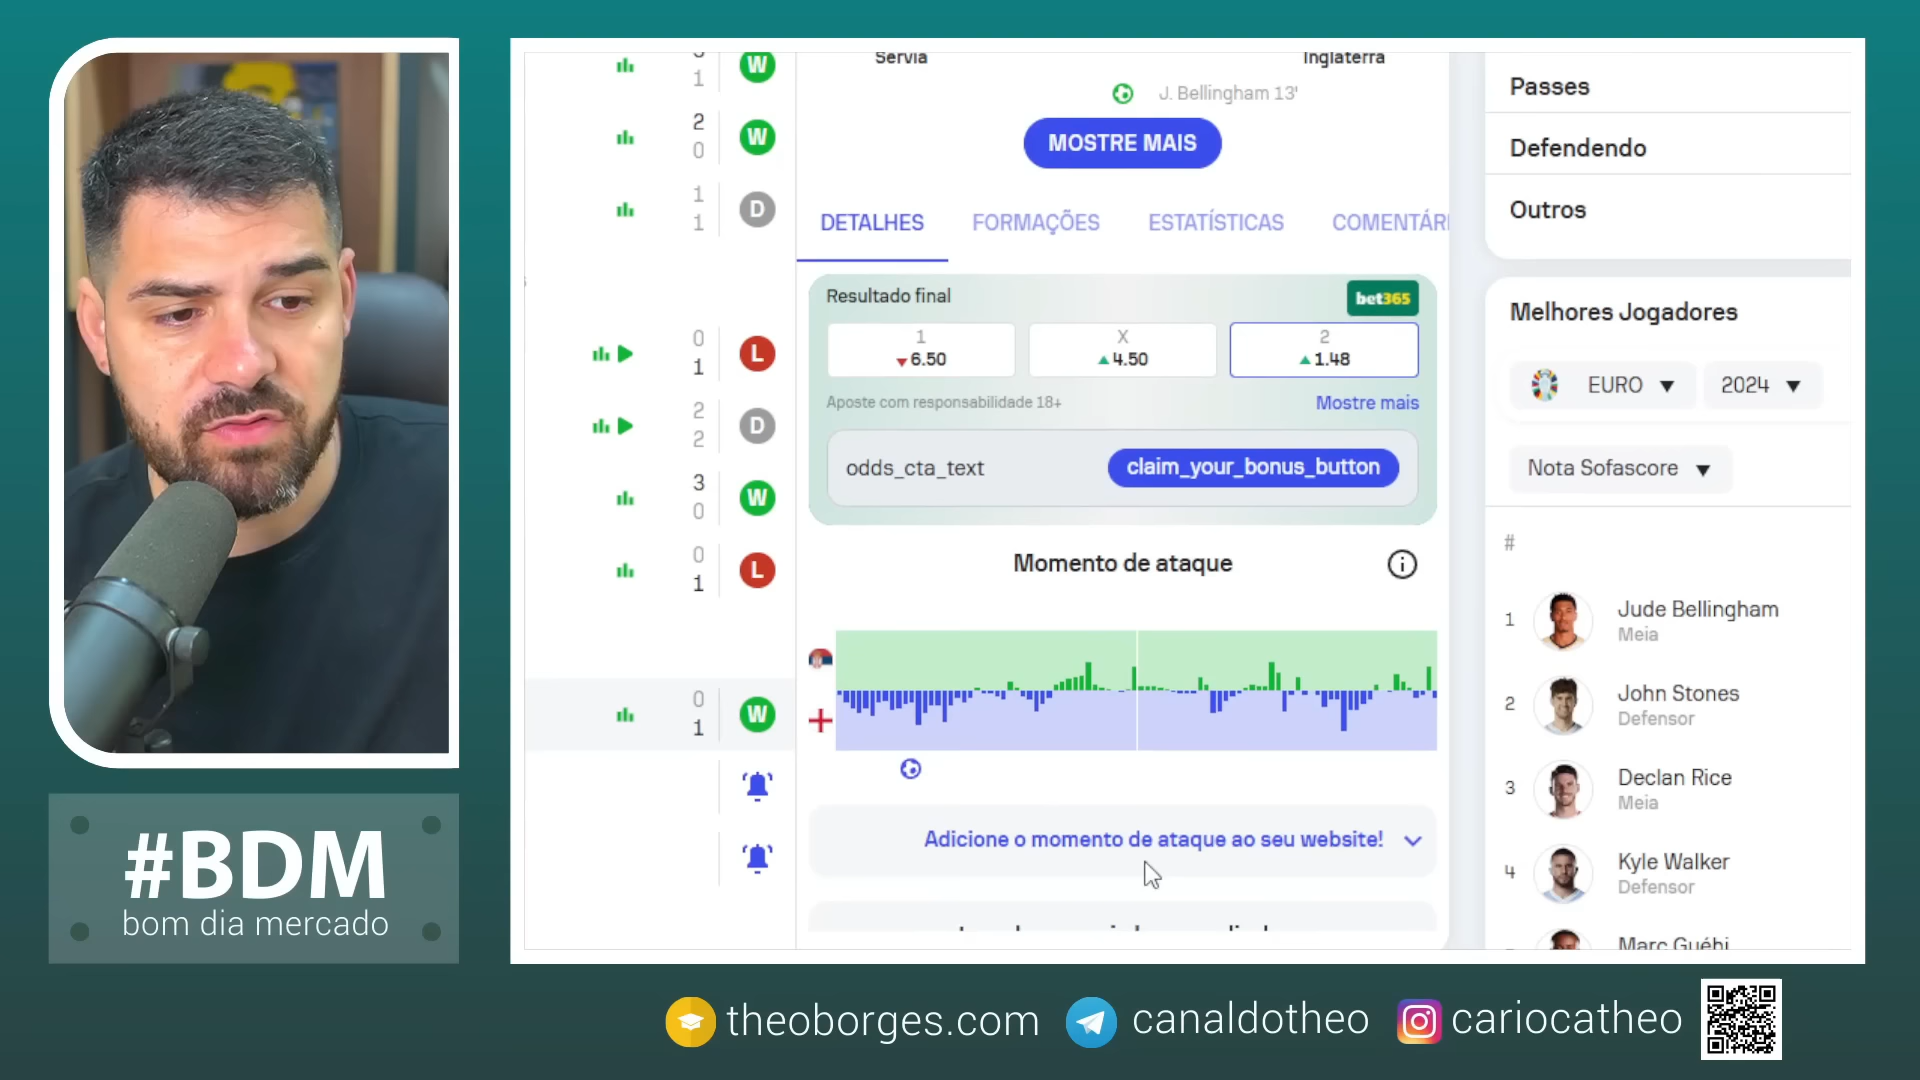 1
W
2
0
W
1
1
D
0
1
L
2
2
D
3
0
W
0
1
L
0
1
W
Sérvia
Inglaterra
J. Bellingham 13'
MOSTRE MAIS
DETALHES
FORMAÇÕES
ESTATÍSTICAS
COMENTÁRI
Resultado final
bet365
1
6.50
X
4.50
2
1.48
Aposte com responsabilidade 18+
Mostre mais
odds_cta_text
claim_your_bonus_button
Momento de ataque
Adicione o momento de ataque ao seu website!
Passes
Defendendo
Outros
Melhores Jogadores
EURO
2024
Nota Sofascore
#
1
Jude Bellingham
Meia
2
John Stones
Defensor
3
Declan Rice
Meia
4
Kyle Walker
Defensor
Marc Guéhi
#BDM
bom dia mercado
theoborges.com
canaldotheo
cariocatheo